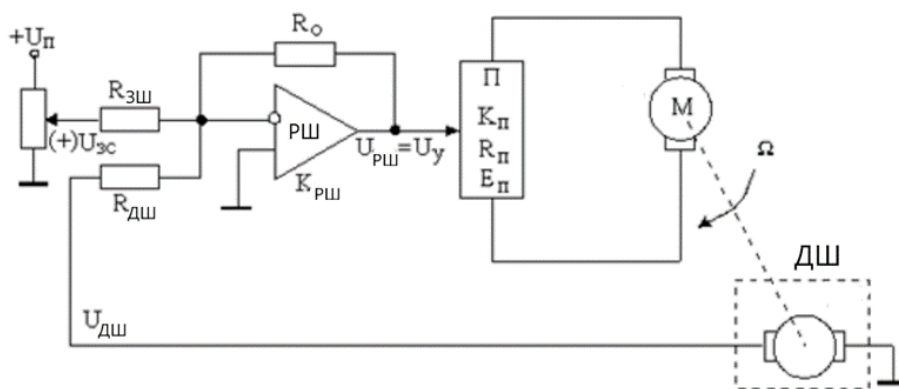 +Uп
Rо
RЗШ
(+)Uзс
РШ
KРШ
UРШ=Uу
RДШ
П
Kп
Rп
Eп
М
Ω
ДШ
UДШ